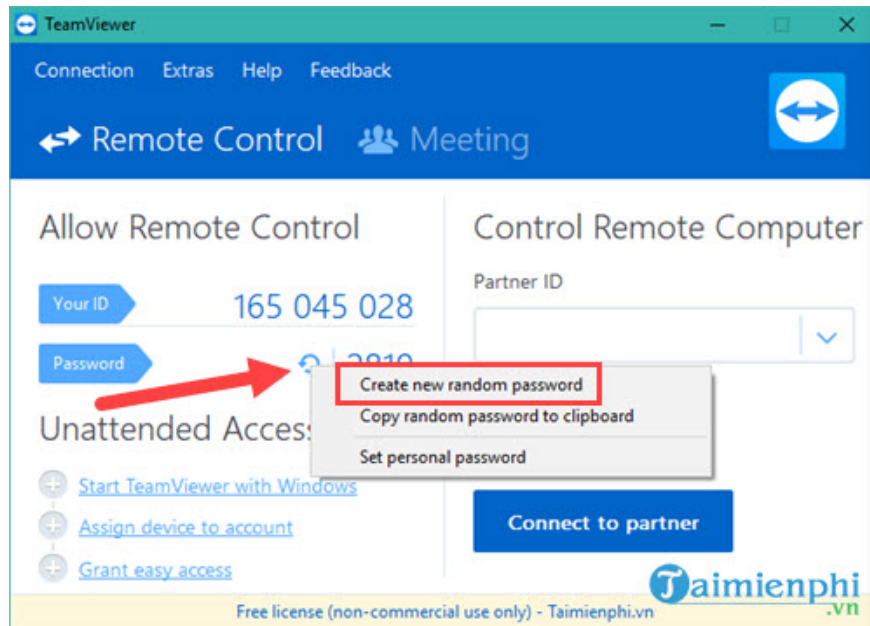 TeamViewer
Connection Extras Help Feedback
Remote Control Meeting
Allow Remote Control
Your ID 165 045 028
Password
Create new random password
Copy random password to clipboard
Set personal password
Unattended Access
Start TeamViewer with Windows
Assign device to account
Grant easy access
Control Remote Computer
Partner ID
Connect to partner
Free license (non-commercial use only) - Taimienphi.vn
Taimienphi
.vn